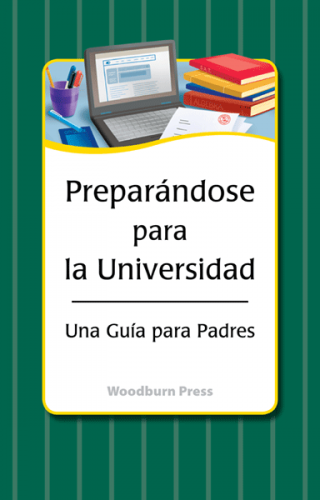 Preparándose
para
la Universidad
Una Guía para Padres
Woodburn Press